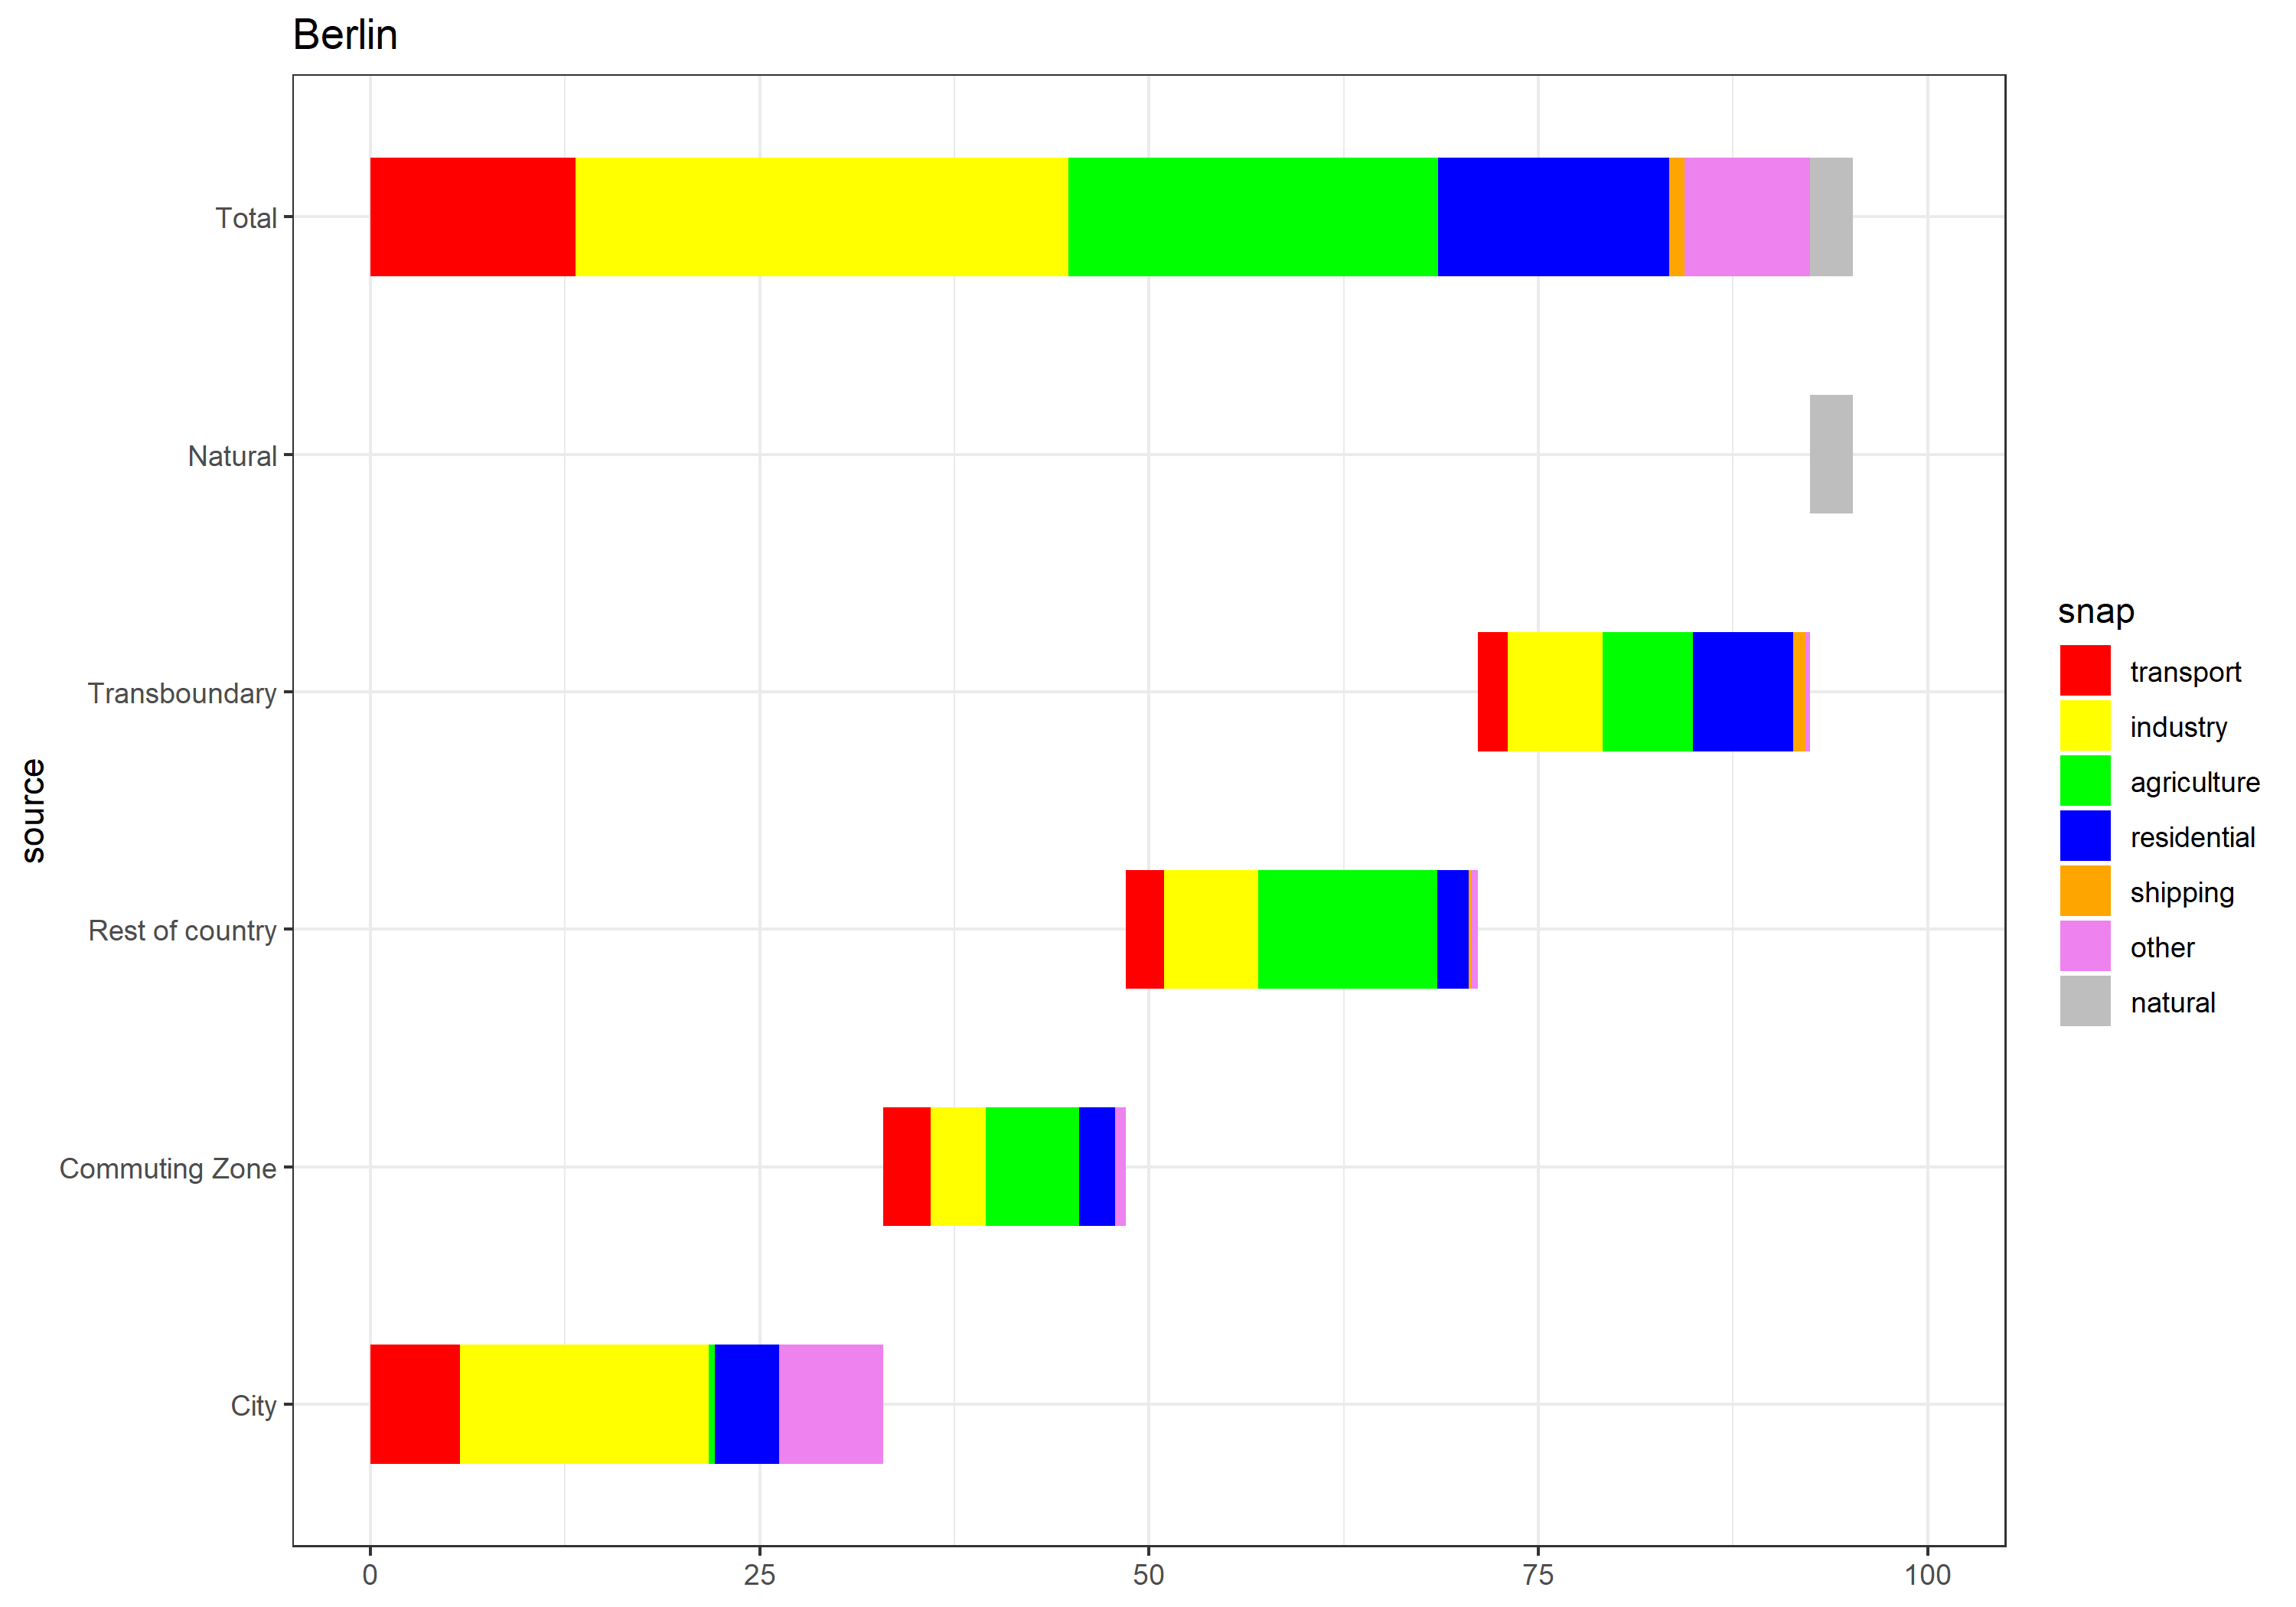 Berlin
source
Total
Natural
Transboundary
Rest of country
Commuting Zone
City
0 25 50 75 100
snap
transport
industry
agriculture
residential
shipping
other
natural